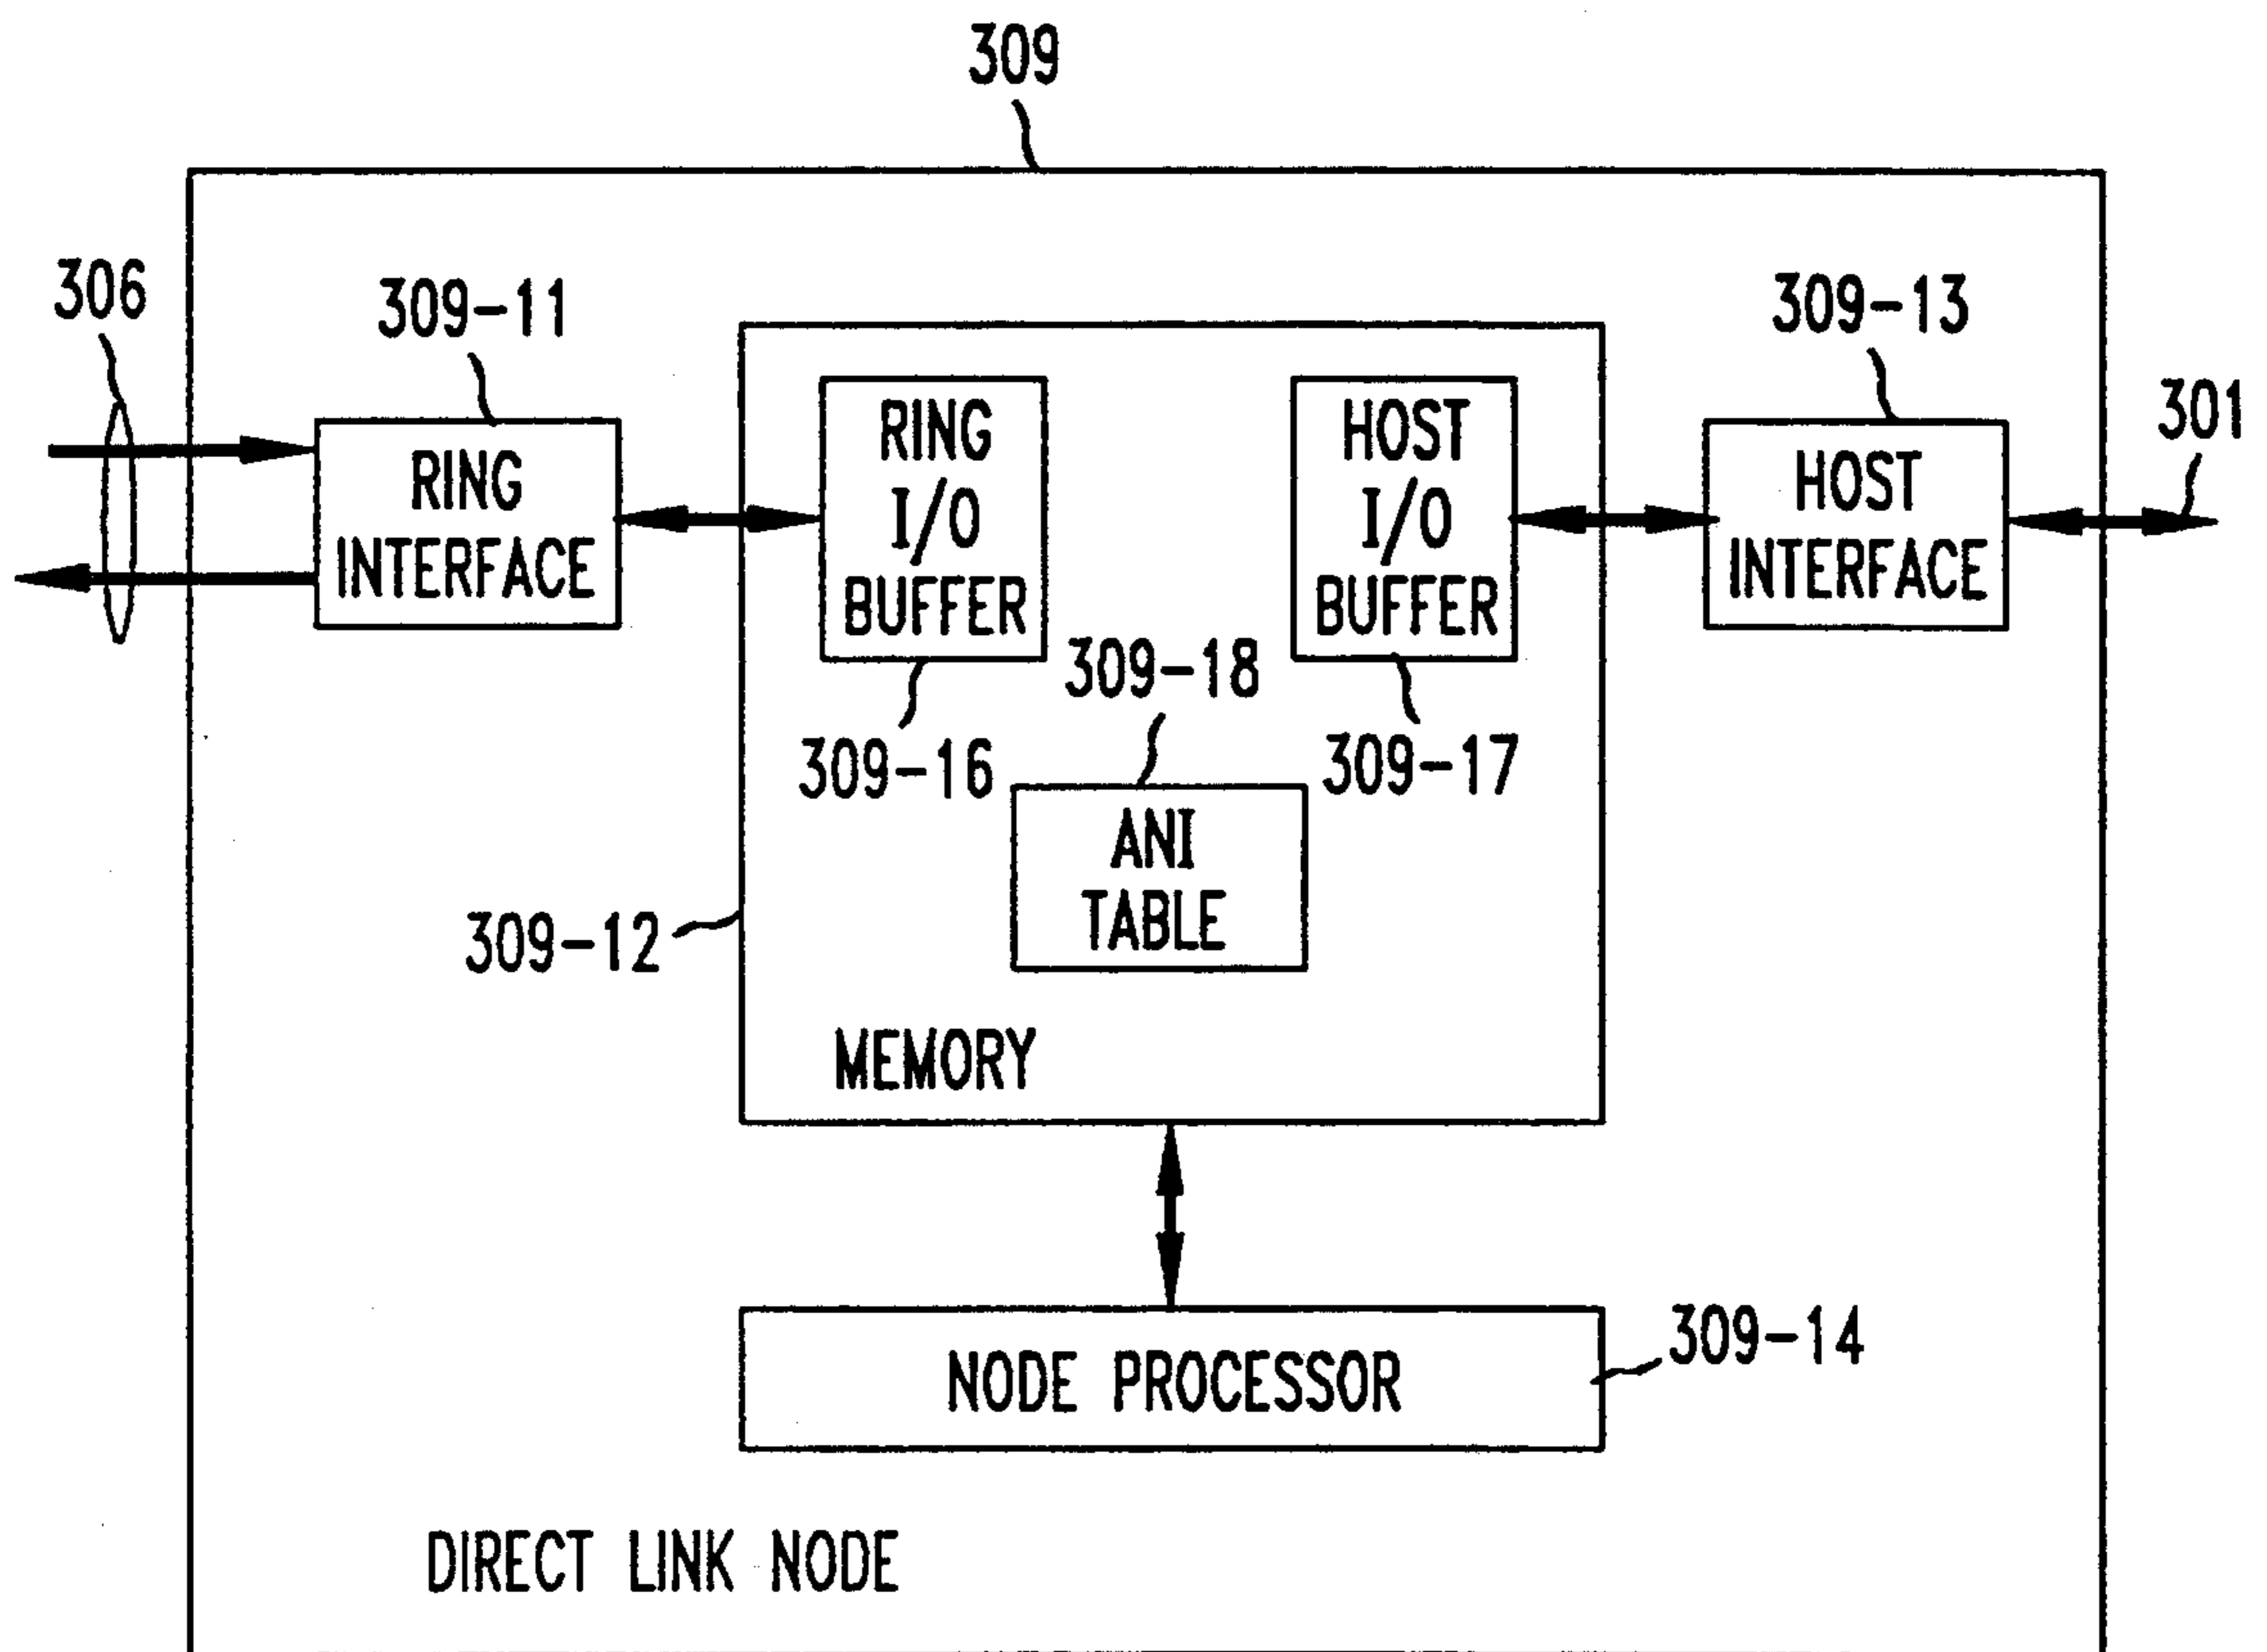 309
306
309-11
309-13
301
RING
INTERFACE
RING
I/O
BUFFER
HOST
I/O
BUFFER
HOST
INTERFACE
309-16
309-18
309-17
ANI
TABLE
309-12
MEMORY
NODE PROCESSOR
309-14
DIRECT LINK NODE